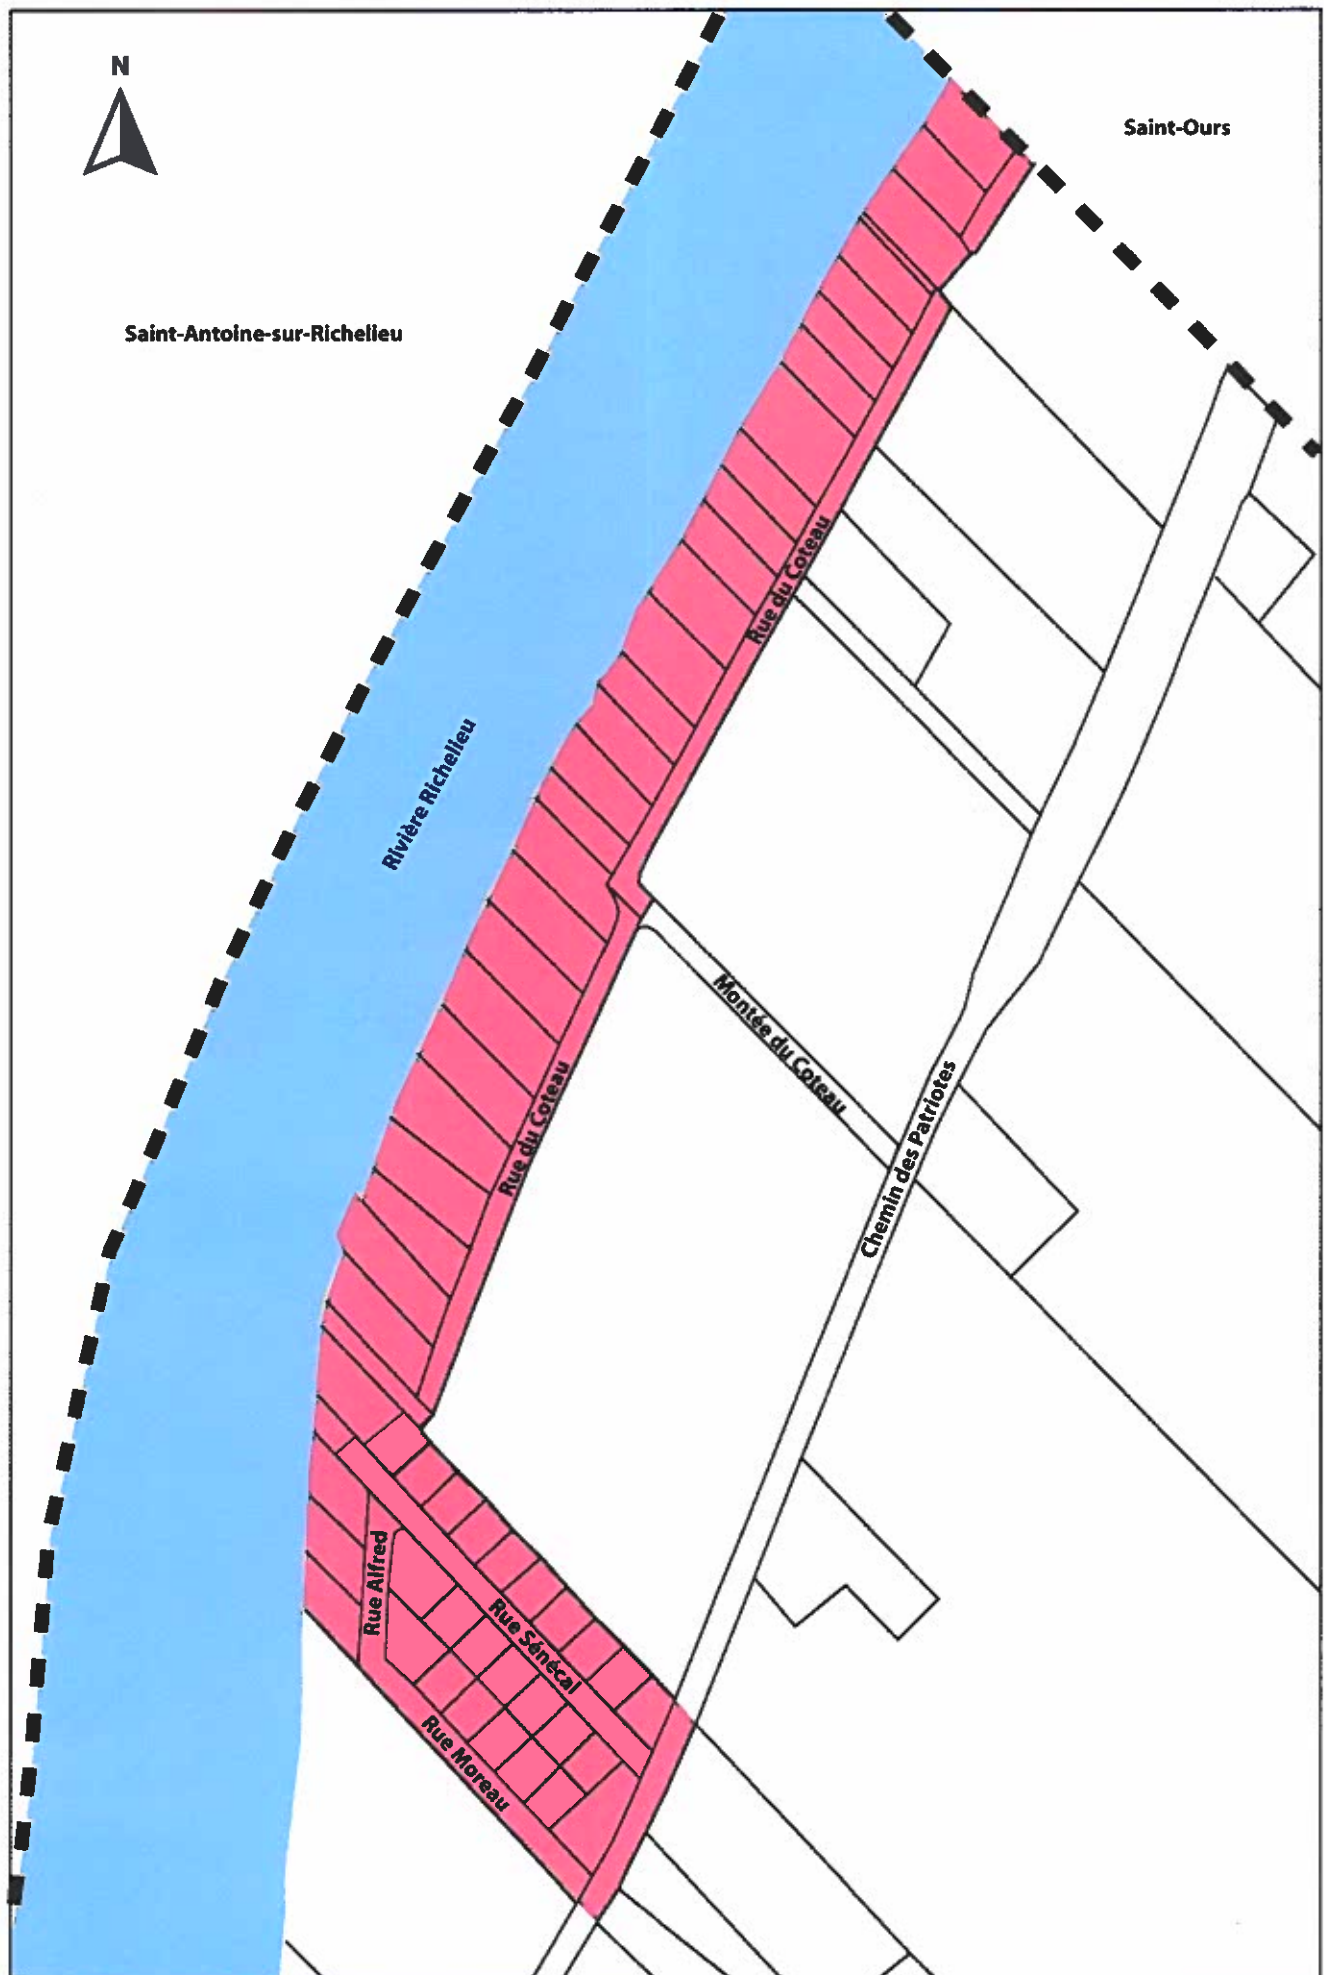 N
Saint-Ours
Saint-Antoine-sur-Richelieu
Rue du Coteau
Rivière Richelieu
Montée du Coteau
Rue du Coteau
Chemin des Patriotes
Rue Alfred
Rue Sénécal
Rue Moreau